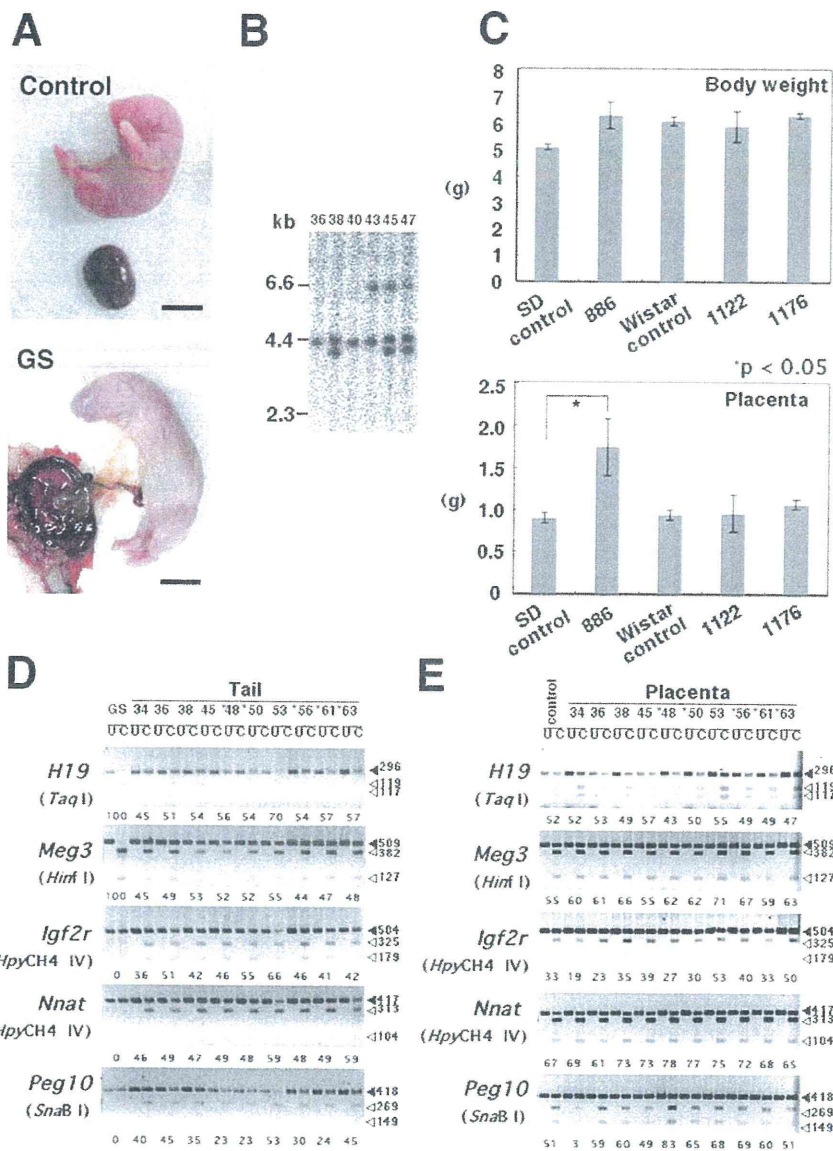 A
Control
GS
B
kb 36 38 40 43 45 47
6.6
4.4
2.3
C
Body weight
8
7
6
5
4
3
2
1
0
(g)
SD control
886
Wistar control
1122
1176
*p < 0.05
Placenta
*
2.5
2.0
1.5
1.0
0.5
0
(g)
SD control
886
Wistar control
1122
1176
D
Tail
GS 34 36 38 45 *48 *50 53 *56 *61 *63
U C U C U C U C U C U C U C U C U C U C U C
H19
(Taq I)
296
119
117
100 45 51 54 56 54 70 54 57 57
Meg3
(Hinf I)
509
382
127
100 45 49 53 52 52 55 44 47 48
Igf2r
(HpyCH4 IV)
504
325
179
0 36 51 42 46 55 66 46 41 42
Nnat
(HpyCH4 IV)
417
313
104
0 46 49 47 49 48 59 48 49 59
Peg10
(SnaB I)
418
269
149
0 40 45 35 23 23 53 30 24 45
E
Placenta
control 34 36 38 45 *48 *50 53 *56 *61 *63
U C U C U C U C U C U C U C U C U C U C U C
H19
(Taq I)
296
119
117
52 52 53 49 57 43 50 55 49 49 47
Meg3
(Hinf I)
509
382
127
55 60 61 66 55 62 62 71 67 59 63
Igf2r
(HpyCH4 IV)
504
325
179
33 19 23 35 39 27 30 53 40 33 50
Nnat
(HpyCH4 IV)
417
313
104
67 69 61 73 73 78 77 75 72 68 65
Peg10
(SnaB I)
418
269
149
51 3 59 60 49 83 65 68 69 60 51